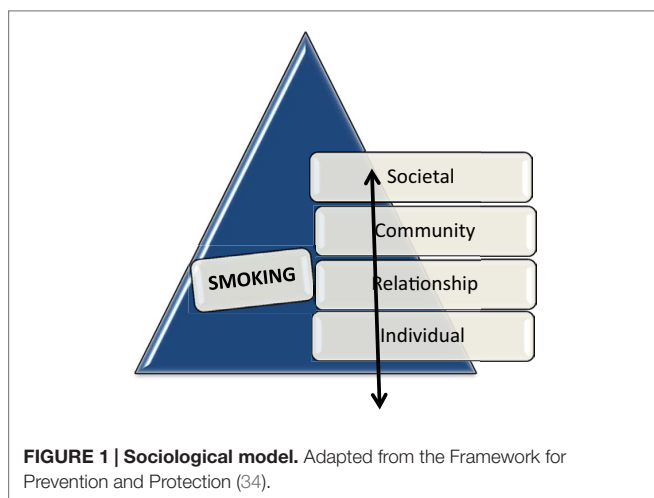 Societal
Community
SMOKING
Relationship
Individual
FIGURE 1 | Sociological model. Adapted from the Framework for
Prevention and Protection (34).